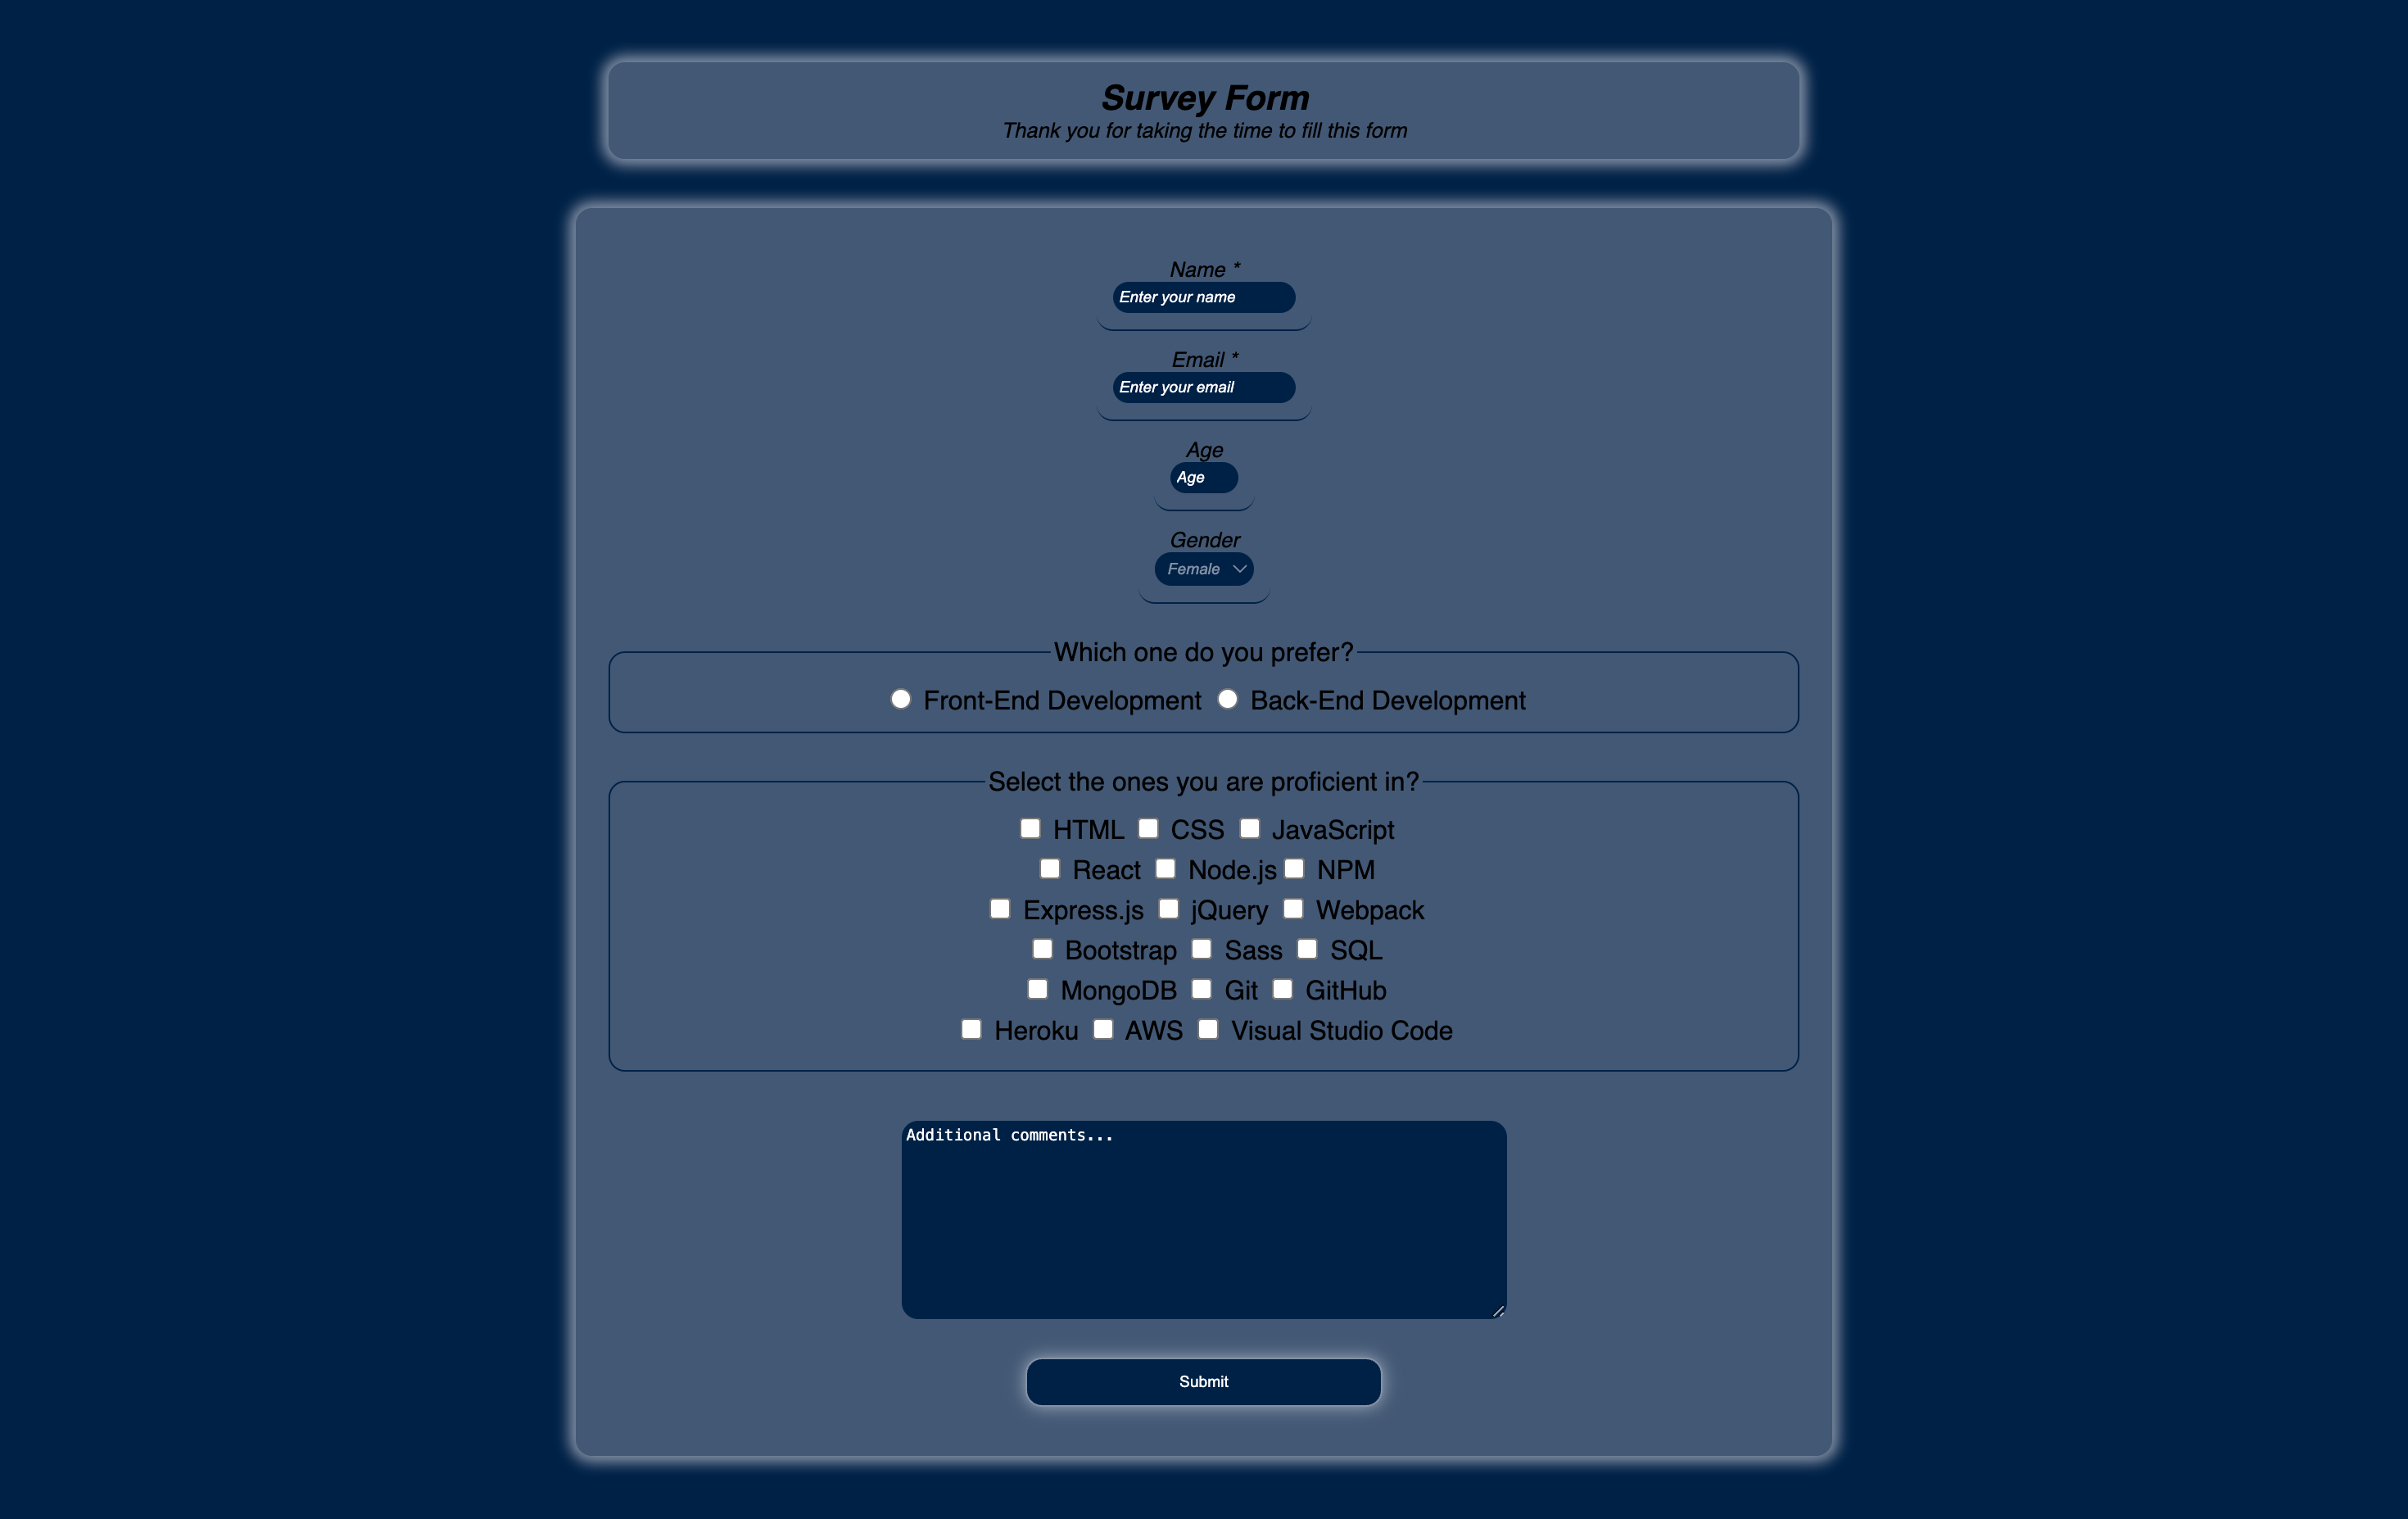 Survey Form
Thank you for taking the time to fill this form
Name *
Enter your name
Email *
Enter your email
Age
Age
Gender
Female
Which one do you prefer?
Front-End Development Back-End Development
Select the ones you are proficient in?
HTML CSS JavaScript
React Node.js NPM
Express.js jQuery Webpack
Bootstrap Sass SQL
MongoDB Git GitHub
Heroku AWS Visual Studio Code
Additional comments...
Submit